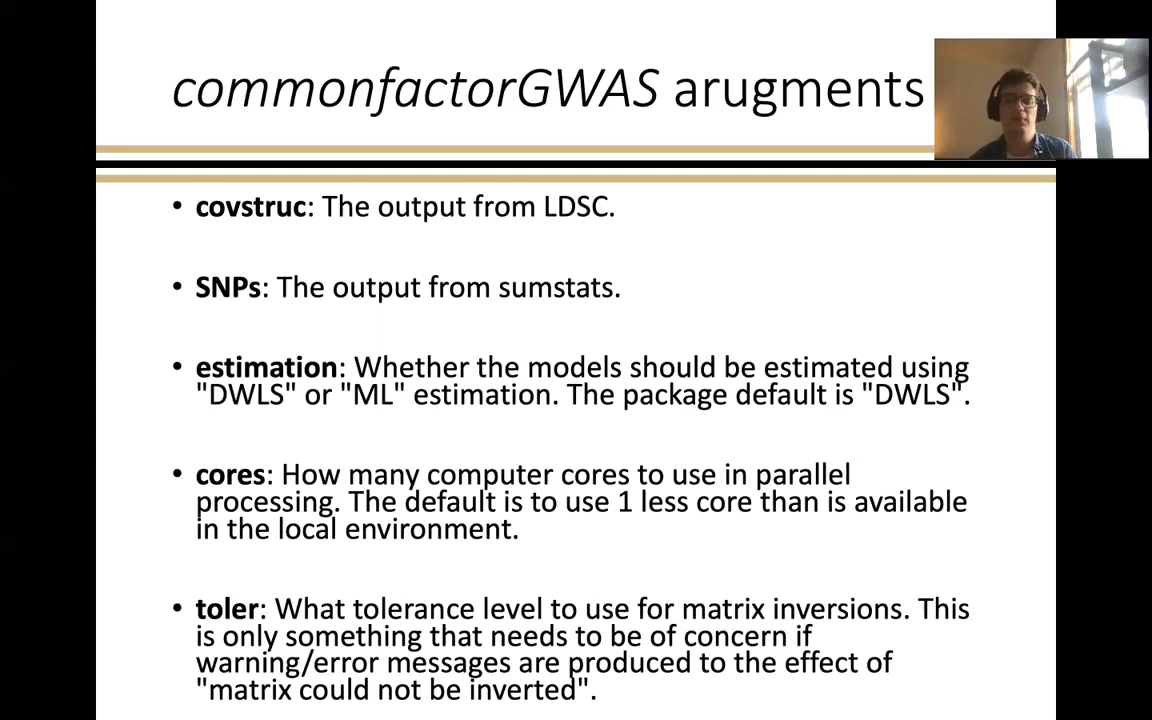 commonfactorGWAS arugments
• covstruc: The output from LDSC.
• SNPs: The output from sumstats.
• estimation: Whether the models should be estimated using
"DWLS" or "ML" estimation. The package default is "DWLS".
• cores: How many computer cores to use in parallel
processing. The default is to use 1 less core than is available
in the local environment.
• toler: What tolerance level to use for matrix inversions. This
is only something that needs to be of concern if
warning/error messages are produced to the effect of
"matrix could not be inverted".